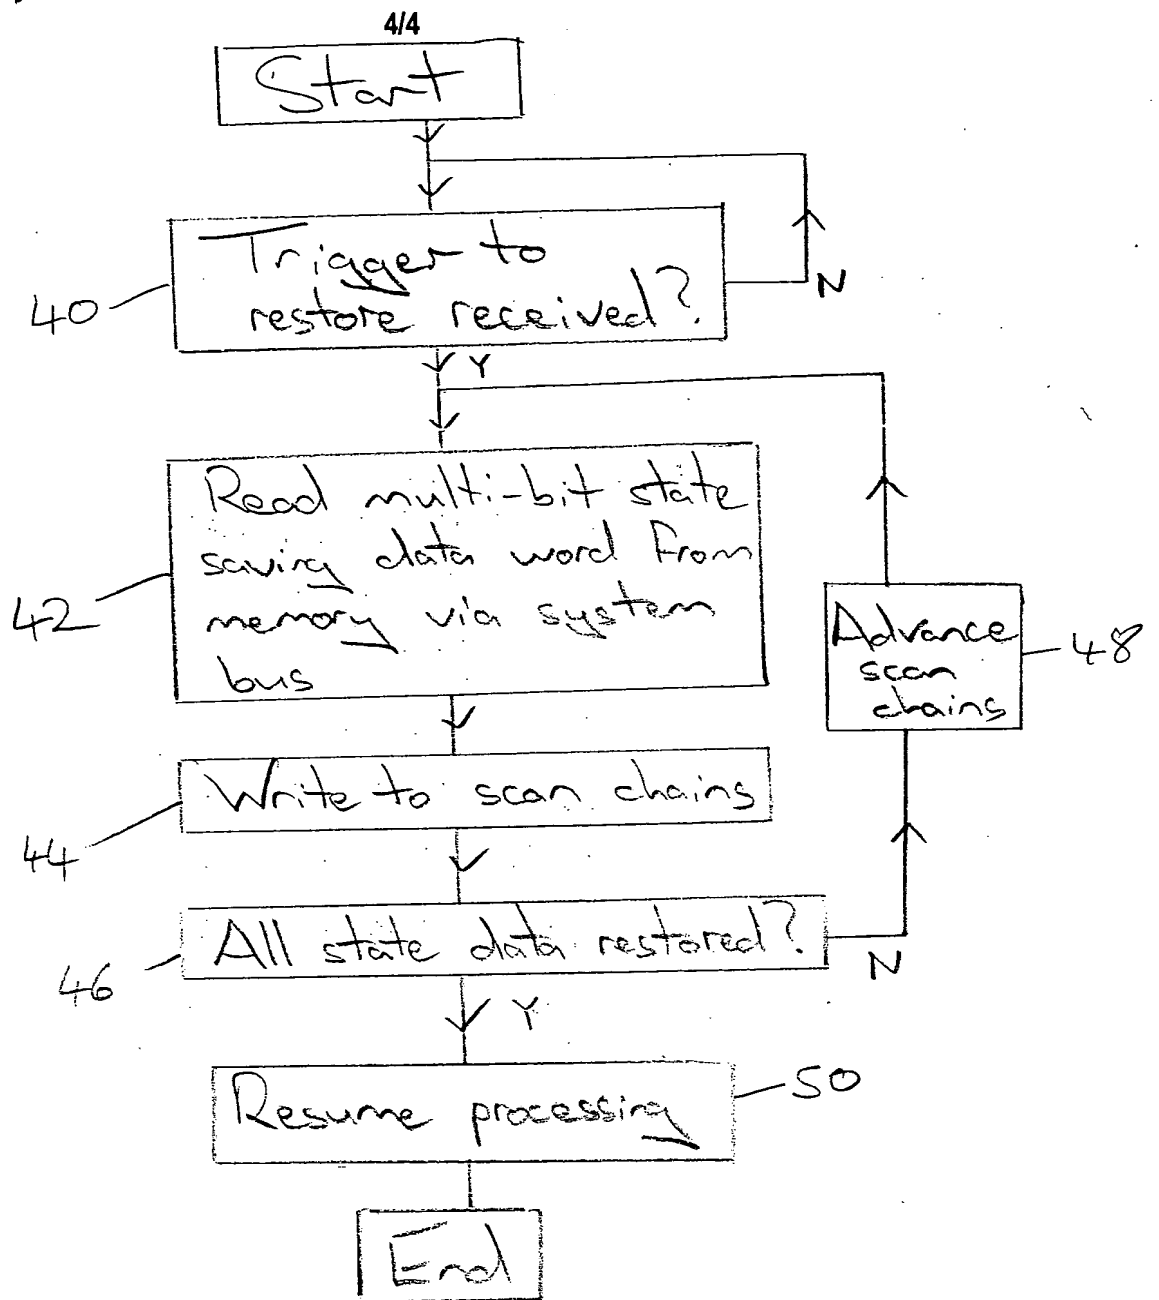 4/4
Start
Trigger to
restore received?
N
40
Y
Read multi-bit state
saving data word from
memory via system
bus
42
Advance
scan
chains
48
Write to scan chains
44
All state data restored?
N
46
Y
Resume processing
50
End